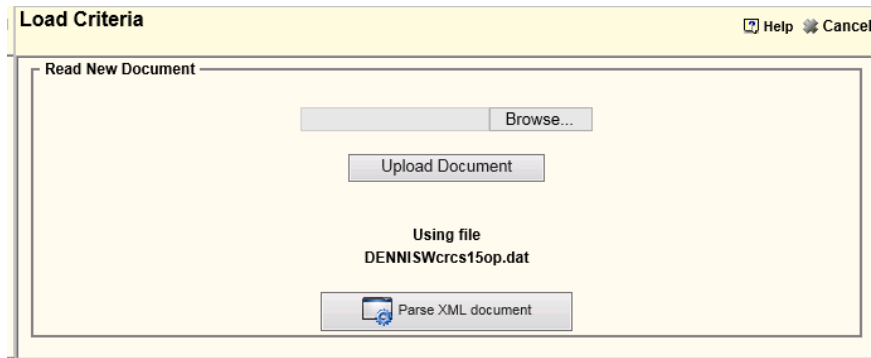 Load Criteria
Help Cancel
Read New Document
Browse...
Upload Document
Using file
DENNISWcrcs15op.dat
Parse XML document